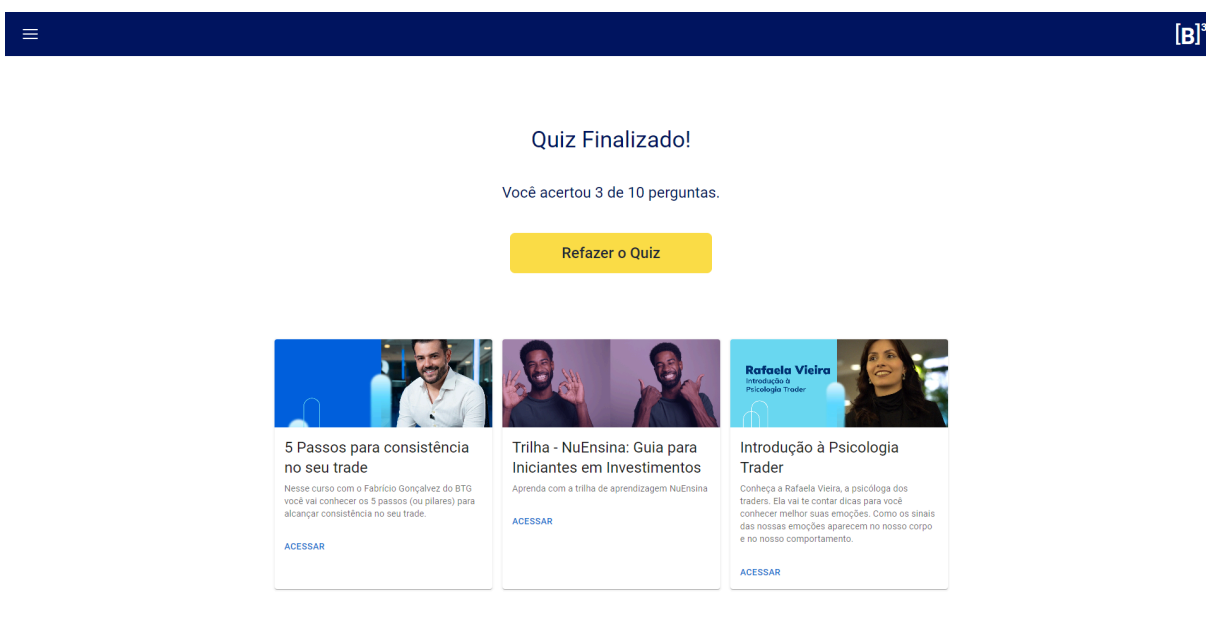 [B]³
Quiz Finalizado!
Você acertou 3 de 10 perguntas.
Refazer o Quiz
Rafaela Vieira
Introdução à
Psicologia Trader
5 Passos para consistência
no seu trade
Nesse curso com o Fabrício Gonçalvez do BTG
você vai conhecer os 5 passos (ou pilares) para
alcançar consistência no seu trade.
ACESSAR
Trilha - NuEnsina: Guia para
Iniciantes em Investimentos
Aprenda com a trilha de aprendizagem NuEnsina
ACESSAR
Introdução à Psicologia
Trader
Conheça a Rafaela Vieira, a psicóloga dos
traders. Ela vai te contar dicas para você
conhecer melhor suas emoções. Como os sinais
das nossas emoções aparecem no nosso corpo
e no nosso comportamento.
ACESSAR